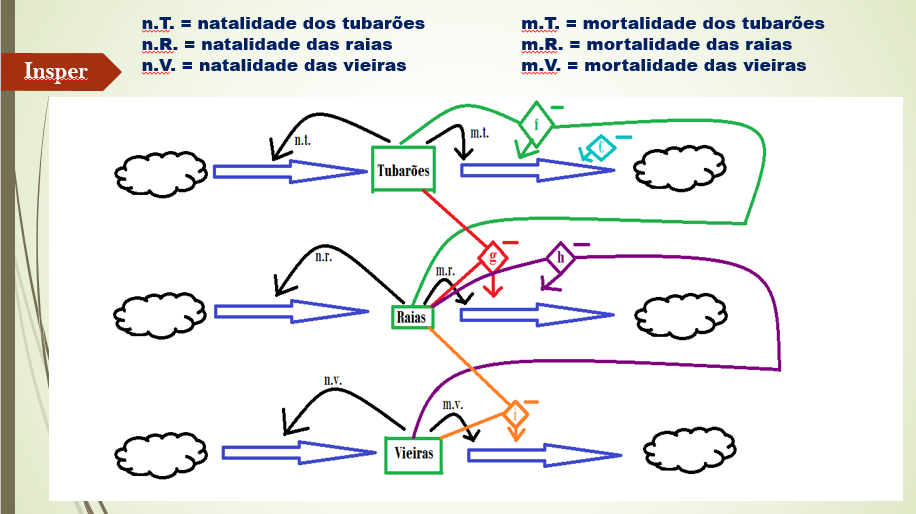 n.T. = natalidade dos tubarões
n.R. = natalidade das raias
n.V. = natalidade das vieiras
m.T. = mortalidade dos tubarões
m.R. = mortalidade das raias
m.V. = mortalidade das vieiras
Insper
n.t.
m.t.
f
Tubarões
n.r.
m.r.
g
h
Raias
n.v.
m.v.
i
Vieiras